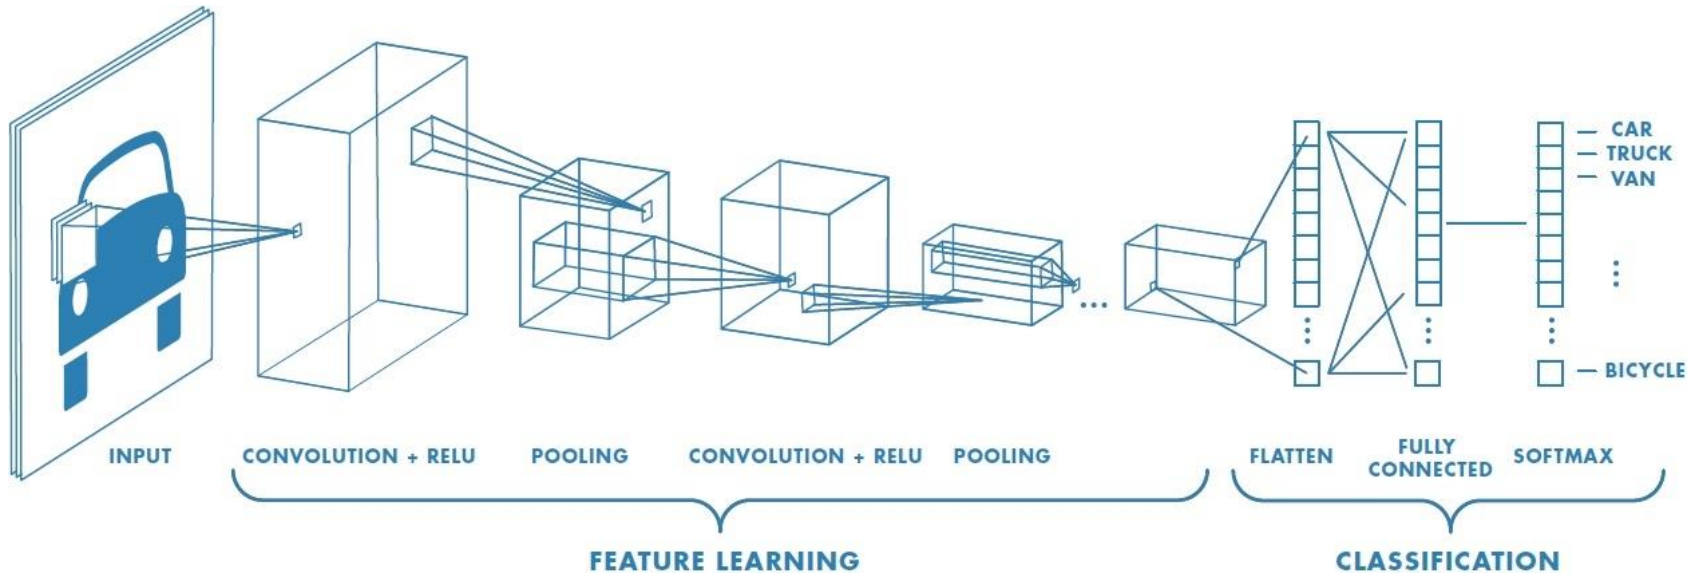 CAR
TRUCK
VAN
BICYCLE
INPUT
CONVOLUTION + RELU
POOLING
CONVOLUTION + RELU
POOLING
FLATTEN
FULLY
CONNECTED
SOFTMAX
FEATURE LEARNING
CLASSIFICATION